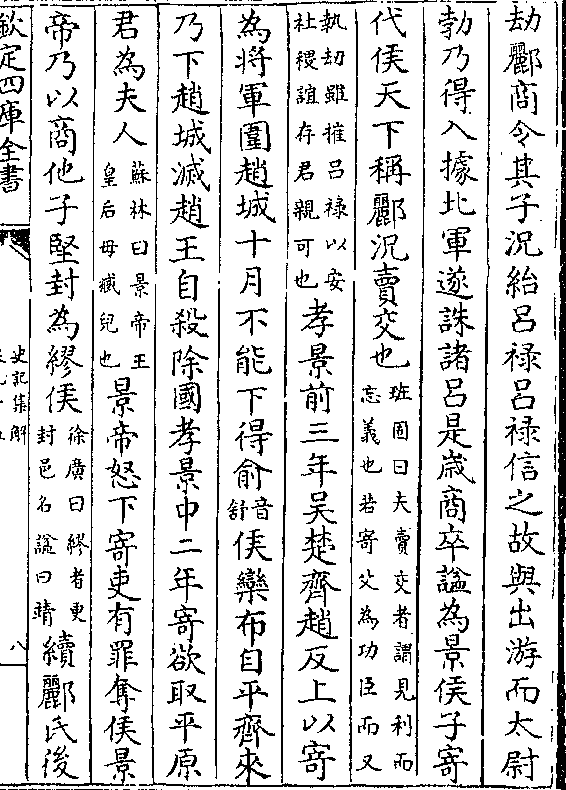 劫酈商令其子況紿呂祿呂祿信之故與出游而太尉
勃乃得入據北軍遂誅諸呂是嵗商卒諡為景侯子寄
代侯天下稱酈況賣交也班固曰夫賣交者謂見利而忘義也若寄父為功臣而又
執劫雖摧呂祿以安社稷誼存君親可也孝景前三年吳楚齊趙反上以寄
為將軍圍趙城十月不能下得俞音舒侯欒布自平齊來
乃下趙城滅趙王自殺除國孝景中二年寄欲取平原
君為夫人蘇林曰景帝王皇后母臧兒也景帝怒下寄吏有罪奪侯景
帝乃以商他子堅封為繆侯徐廣曰繆者更封邑名諡曰靖續酈氏後
欽定四庫全書
史記集解
八